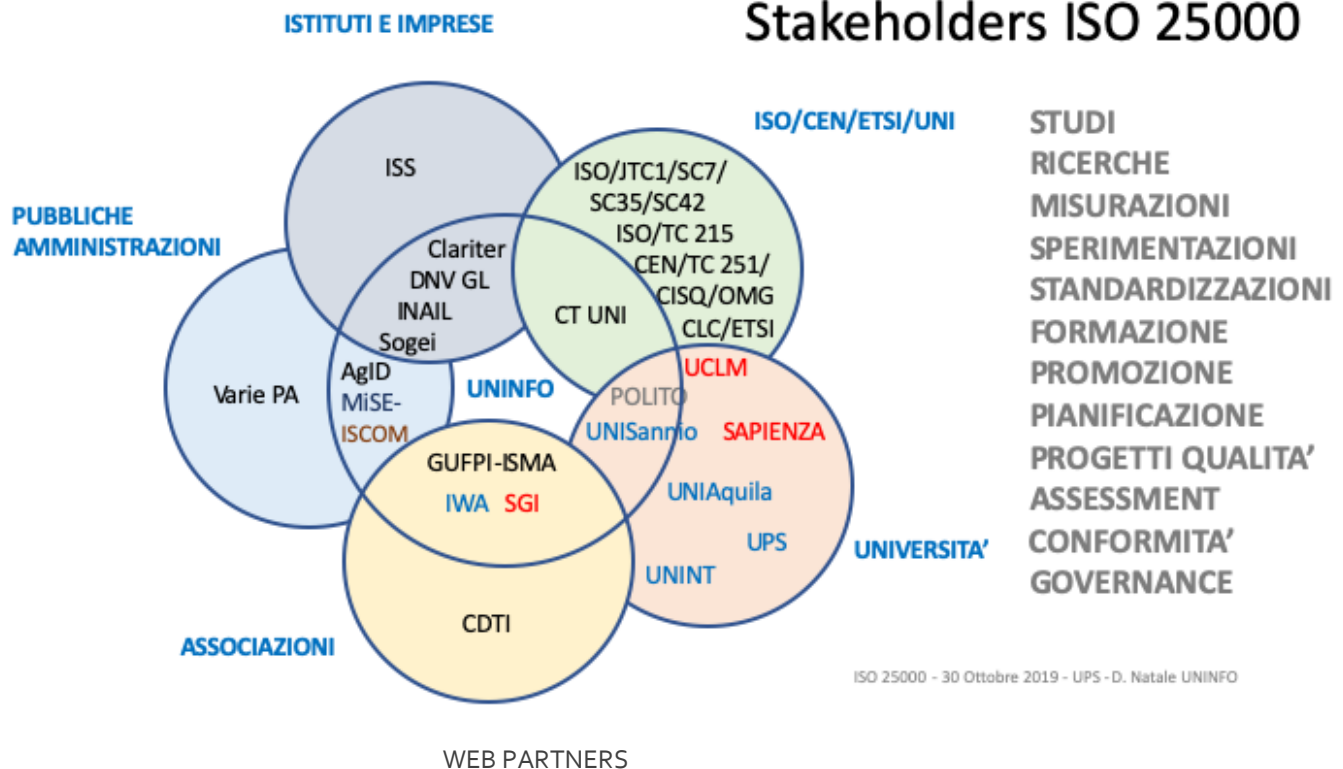 Stakeholders ISO 25000
ISTITUTI E IMPRESE
ISO/CEN/ETSI/UNI
PUBBLICHE
AMMINISTRAZIONI
ISS
ISO/JTC1/SC7/
SC35/SC42
ISO/TC 215
CEN/TC 251/
CISQ/OMG
CLC/ETSI
Clariter
DNV GL
INAIL
Sogei
CT UNI
Varie PA
AgID
MiSE-
ISCOM
UNINFO
UCLM
POLITO
UNISannio
SAPIENZA
UNIAquila
UPS
UNINT
UNIVERSITA’
GUFPI-ISMA
IWA SGI
CDTI
ASSOCIAZIONI
STUDI
RICERCHE
MISURAZIONI
SPERIMENTAZIONI
STANDARDIZZAZIONI
FORMAZIONE
PROMOZIONE
PIANIFICAZIONE
PROGETTI QUALITA’
ASSESSMENT
CONFORMITA’
GOVERNANCE
ISO 25000 - 30 Ottobre 2019 - UPS - D. Natale UNINFO
WEB PARTNERS